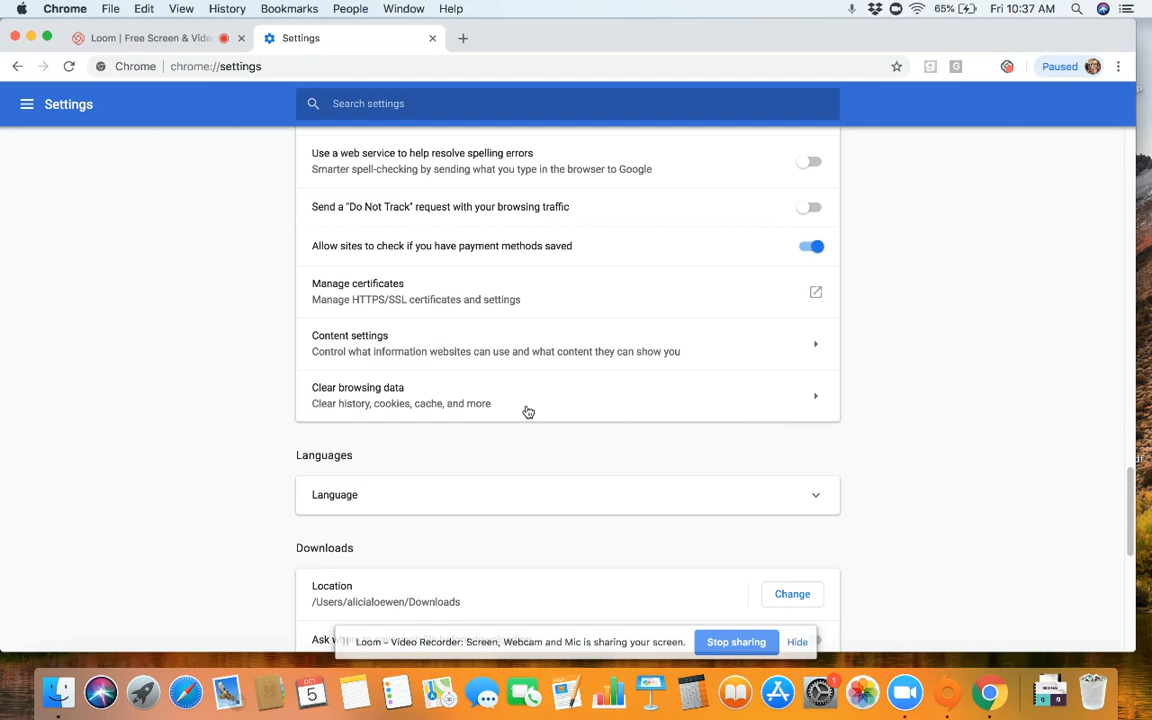 Chrome File Edit View History Bookmarks People Window Help 65% Fri 10:37 AM
Loom | Free Screen & Vide Settings
Chrome | chrome://settings Paused
Settings Search settings
Use a web service to help resolve spelling errors
Smarter spell-checking by sending what you type in the browser to Google
Send a "Do Not Track" request with your browsing traffic
Allow sites to check if you have payment methods saved
Manage certificates
Manage HTTPS/SSL certificates and settings
Content settings
Control what information websites can use and what content they can show you
Clear browsing data
Clear history, cookies, cache, and more
Languages
Language
Downloads
Location
/Users/alicialoewen/Downloads
Change
Ask
Loom – Video Recorder: Screen, Webcam and Mic is sharing your screen. Stop sharing Hide
5
1